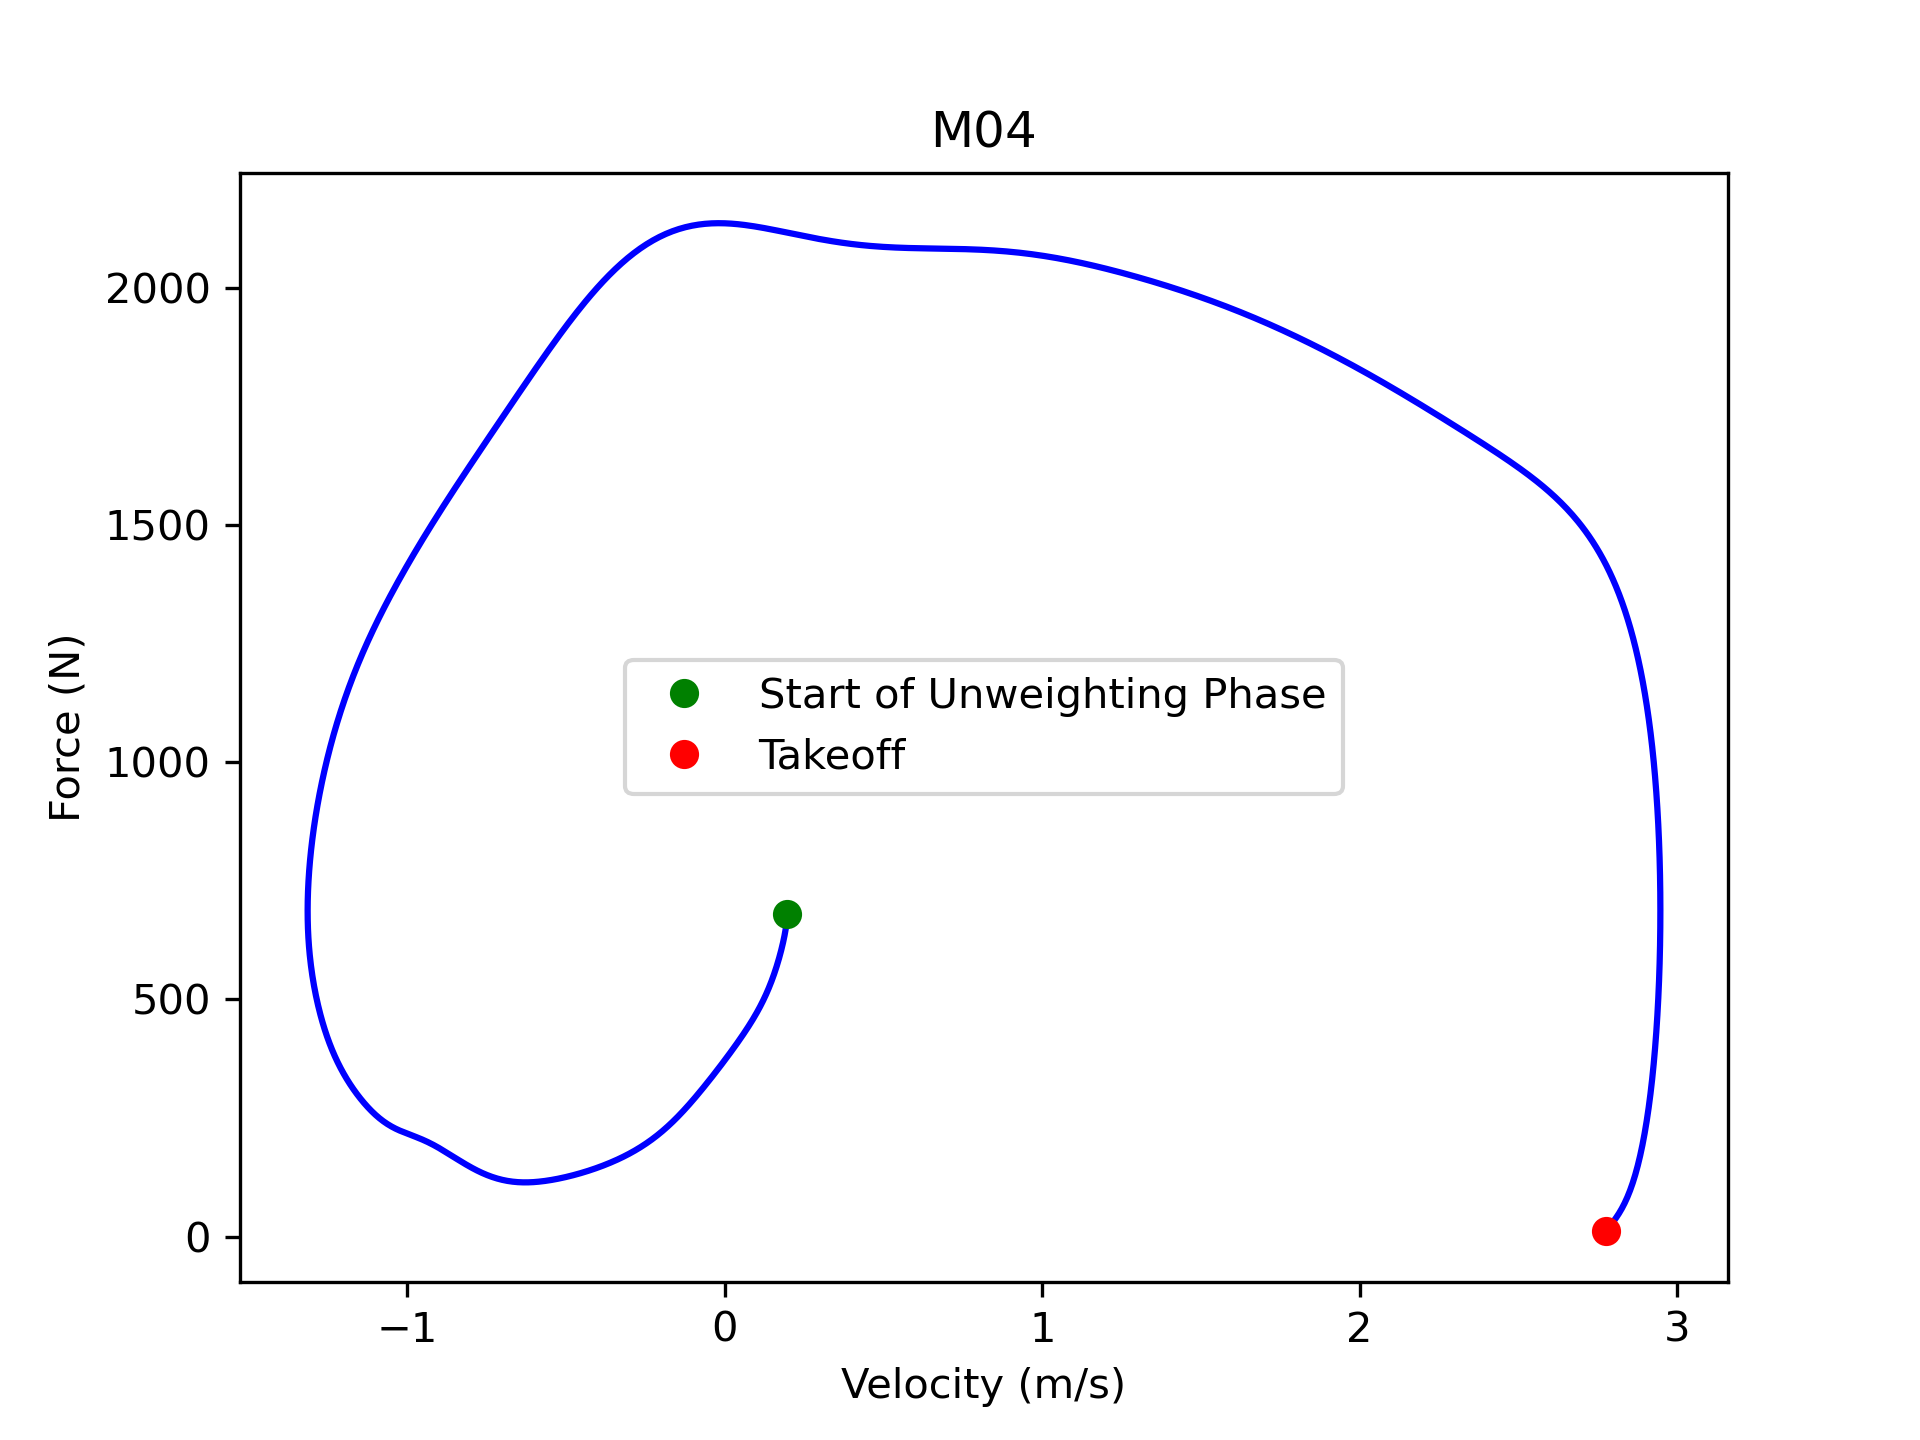 M04
Force (N)
2000
1500
1000
500
0
Start of Unweighting Phase
Takeoff
−1 0 1 2 3
Velocity (m/s)